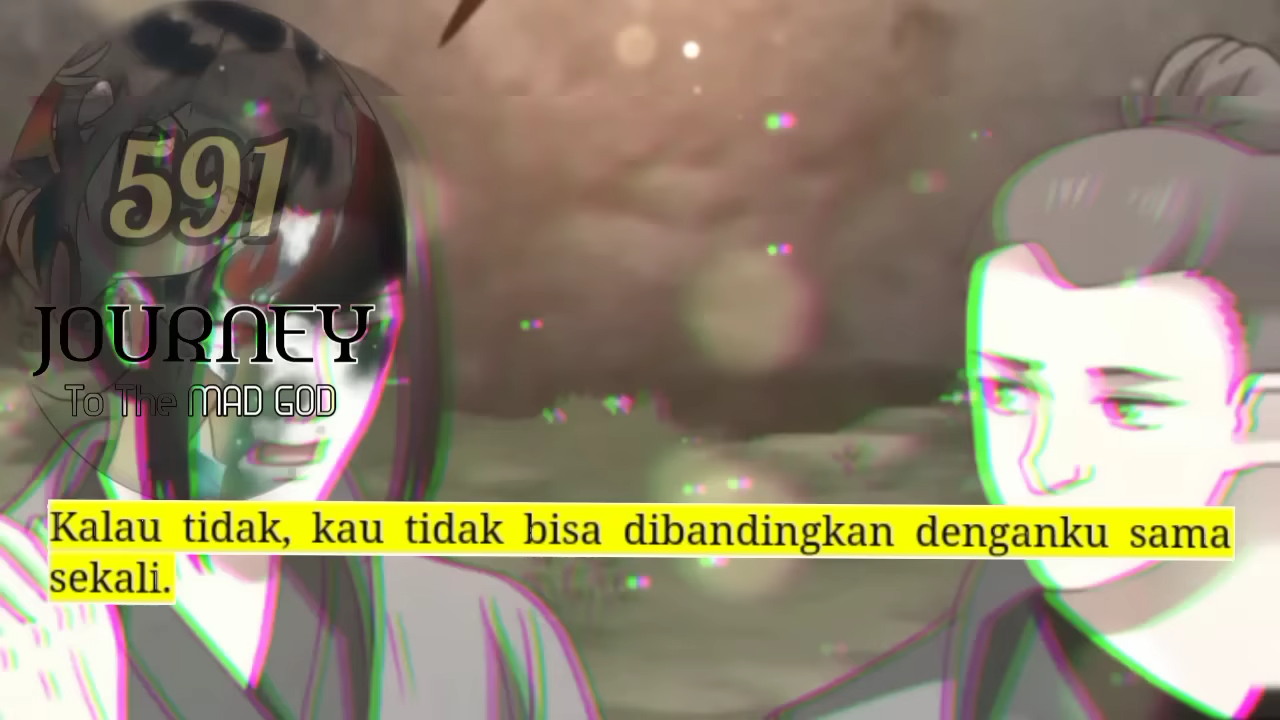 591
JOURNEY
To The MAD GOD
Kalau tidak, kau tidak bisa dibandingkan denganku sama
sekali.